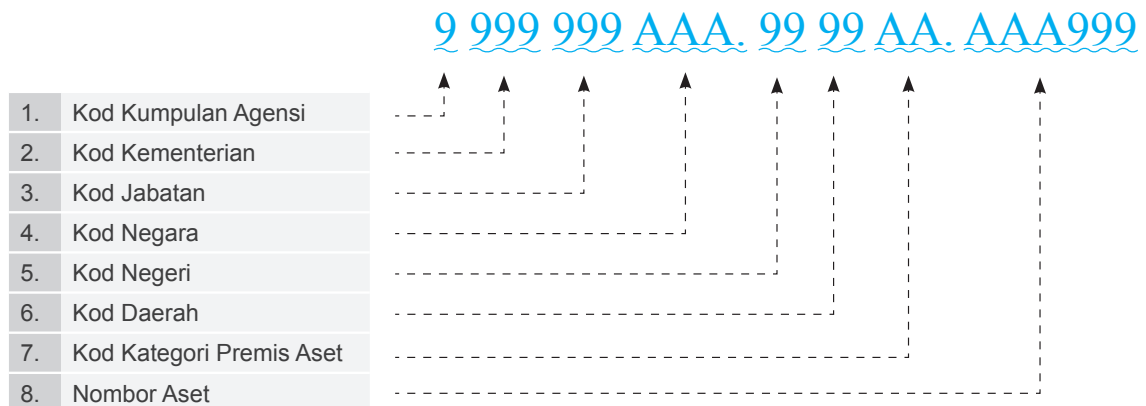 9 999 999 AAA. 99 99 AA. AAA999
1. Kod Kumpulan Agensi
2. Kod Kementerian
3. Kod Jabatan
4. Kod Negara
5. Kod Negeri
6. Kod Daerah
7. Kod Kategori Premis Aset
8. Nombor Aset